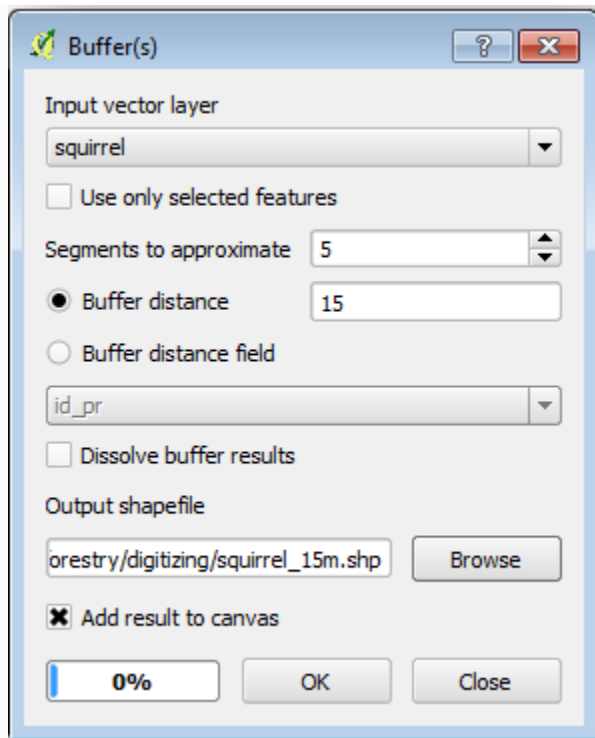 Buffer(s)
Input vector layer
squirrel
Use only selected features
Segments to approximate 5
Buffer distance 15
Buffer distance field
id_pr
Dissolve buffer results
Output shapefile
orestry/digitizing/squirrel_15m.shp Browse
Add result to canvas
0% OK Close